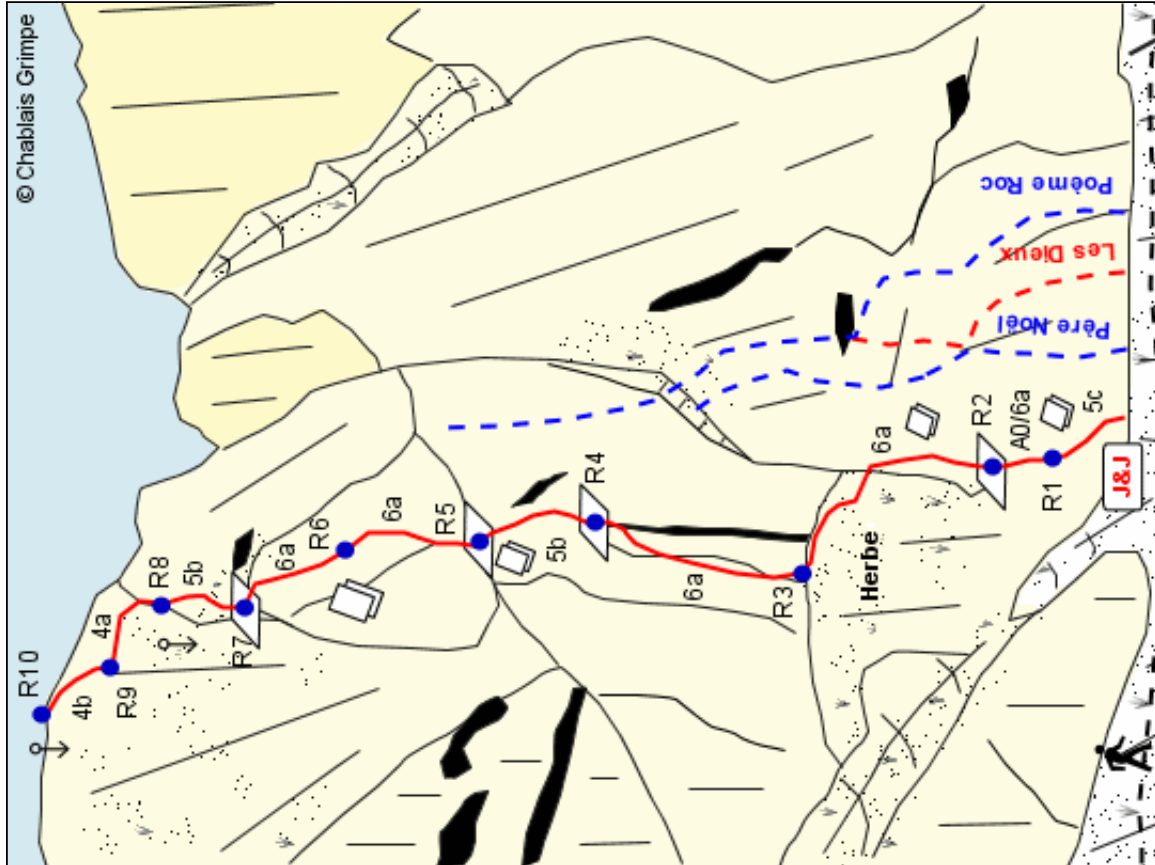 © Chablais Grimpe
R10
4b
R9
4a
R8
5b
R7
6a
R6
6a
R5
5b
R4
6a
R3
Herbe
6a
R2
A0/6a
R1
5c
J&J
Père Noël
Les Dieux
Poème Roc